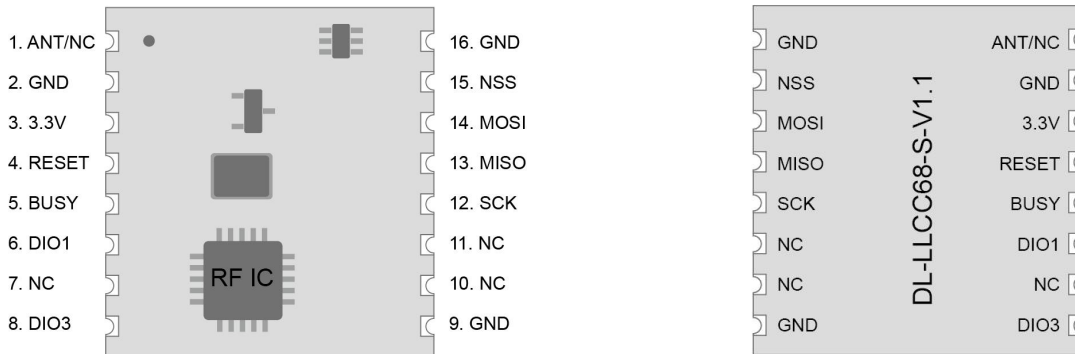 1. ANT/NC
2. GND
3. 3.3V
4. RESET
5. BUSY
6. DIO1
7. NC
8. DIO3
RF IC
16. GND
15. NSS
14. MOSI
13. MISO
12. SCK
11. NC
10. NC
9. GND
GND
NSS
MOSI
MISO
SCK
NC
NC
GND
DL-LLCC68-S-V1.1
ANT/NC
GND
3.3V
RESET
BUSY
DIO1
NC
DIO3